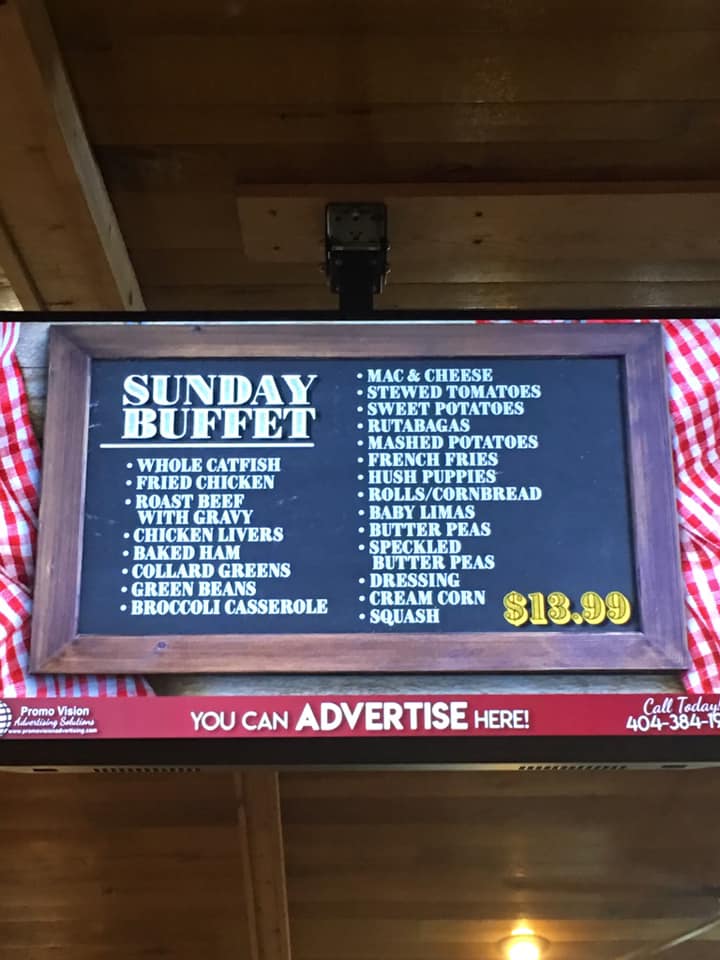 SUNDAY
BUFFET
• WHOLE CATFISH
• FRIED CHICKEN
• ROAST BEEF
WITH GRAVY
• CHICKEN LIVERS
• BAKED HAM
• COLLARD GREENS
• GREEN BEANS
• BROCCOLI CASSEROLE
• MAC & CHEESE
• STEWED TOMATOES
• SWEET POTATOES
• RUTABAGAS
• MASHED POTATOES
• FRENCH FRIES
• HUSH PUPPIES
• ROLLS/CORNBREAD
• BABY LIMAS
• BUTTER PEAS
• SPECKLED
BUTTER PEAS
• DRESSING
• CREAM CORN
• SQUASH
$13.99
Promo Vision
Advertising Solutions
www.promovisionadvertising.com
YOU CAN ADVERTISE HERE!
Call Today!
404-384-19